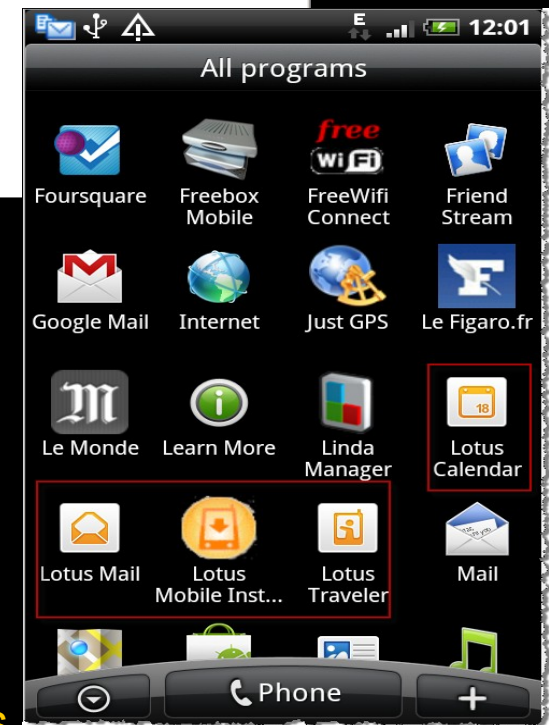 E
12:01
All programs
free
WiFi
Foursquare
Freebox
Mobile
FreeWifi
Connect
Friend
Stream
Google Mail
Internet
Just GPS
F
Le Figaro.fr
M
Le Monde
Learn More
Linda
Manager
18
Lotus
Calendar
Lotus Mail
Lotus
Mobile Inst...
Lotus
Traveler
Mail
Phone